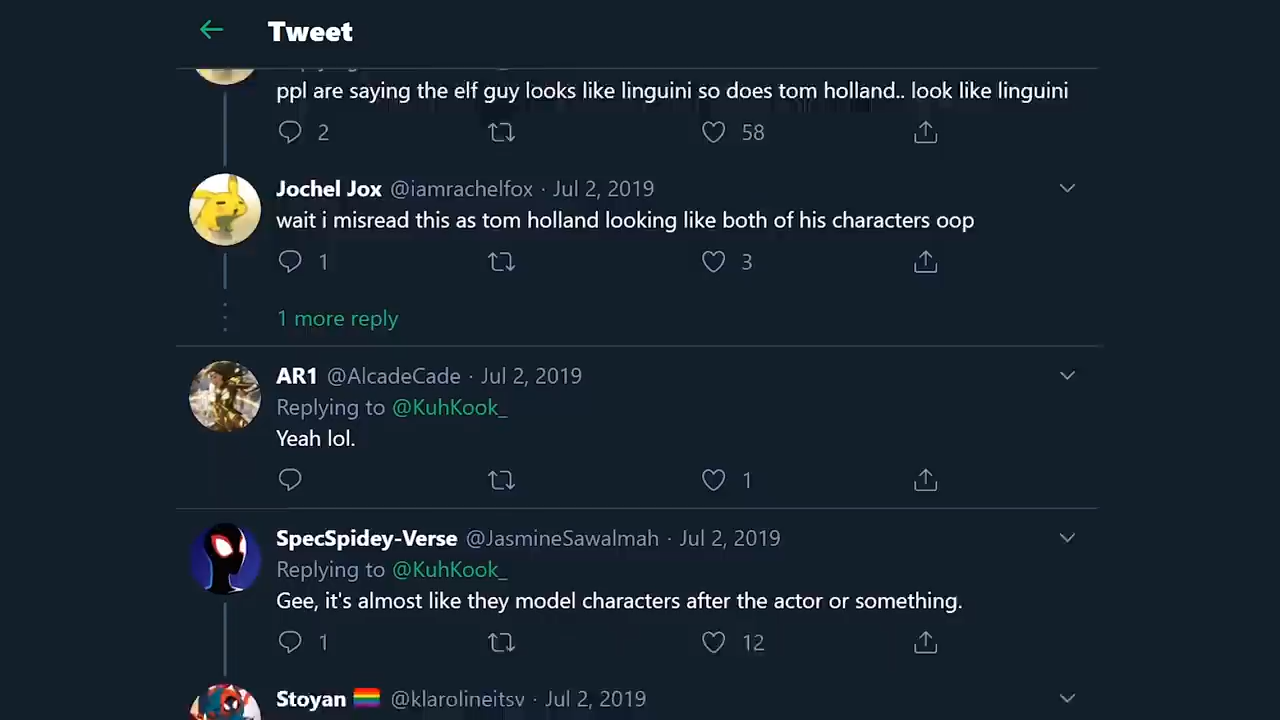 Tweet
ppl are saying the elf guy looks like linguini so does tom holland.. look like linguini
2 58
Jochel Jox @iamrachelfox · Jul 2, 2019
wait i misread this as tom holland looking like both of his characters oop
1 3
1 more reply
AR1 @AlcadeCade · Jul 2, 2019
Replying to @KuhKook_
Yeah lol.
1
SpecSpidey-Verse @JasmineSawalmah · Jul 2, 2019
Replying to @KuhKook_
Gee, it's almost like they model characters after the actor or something.
1 12
Stoyan 🏳️‍🌈 @klarolineitsv · Jul 2, 2019